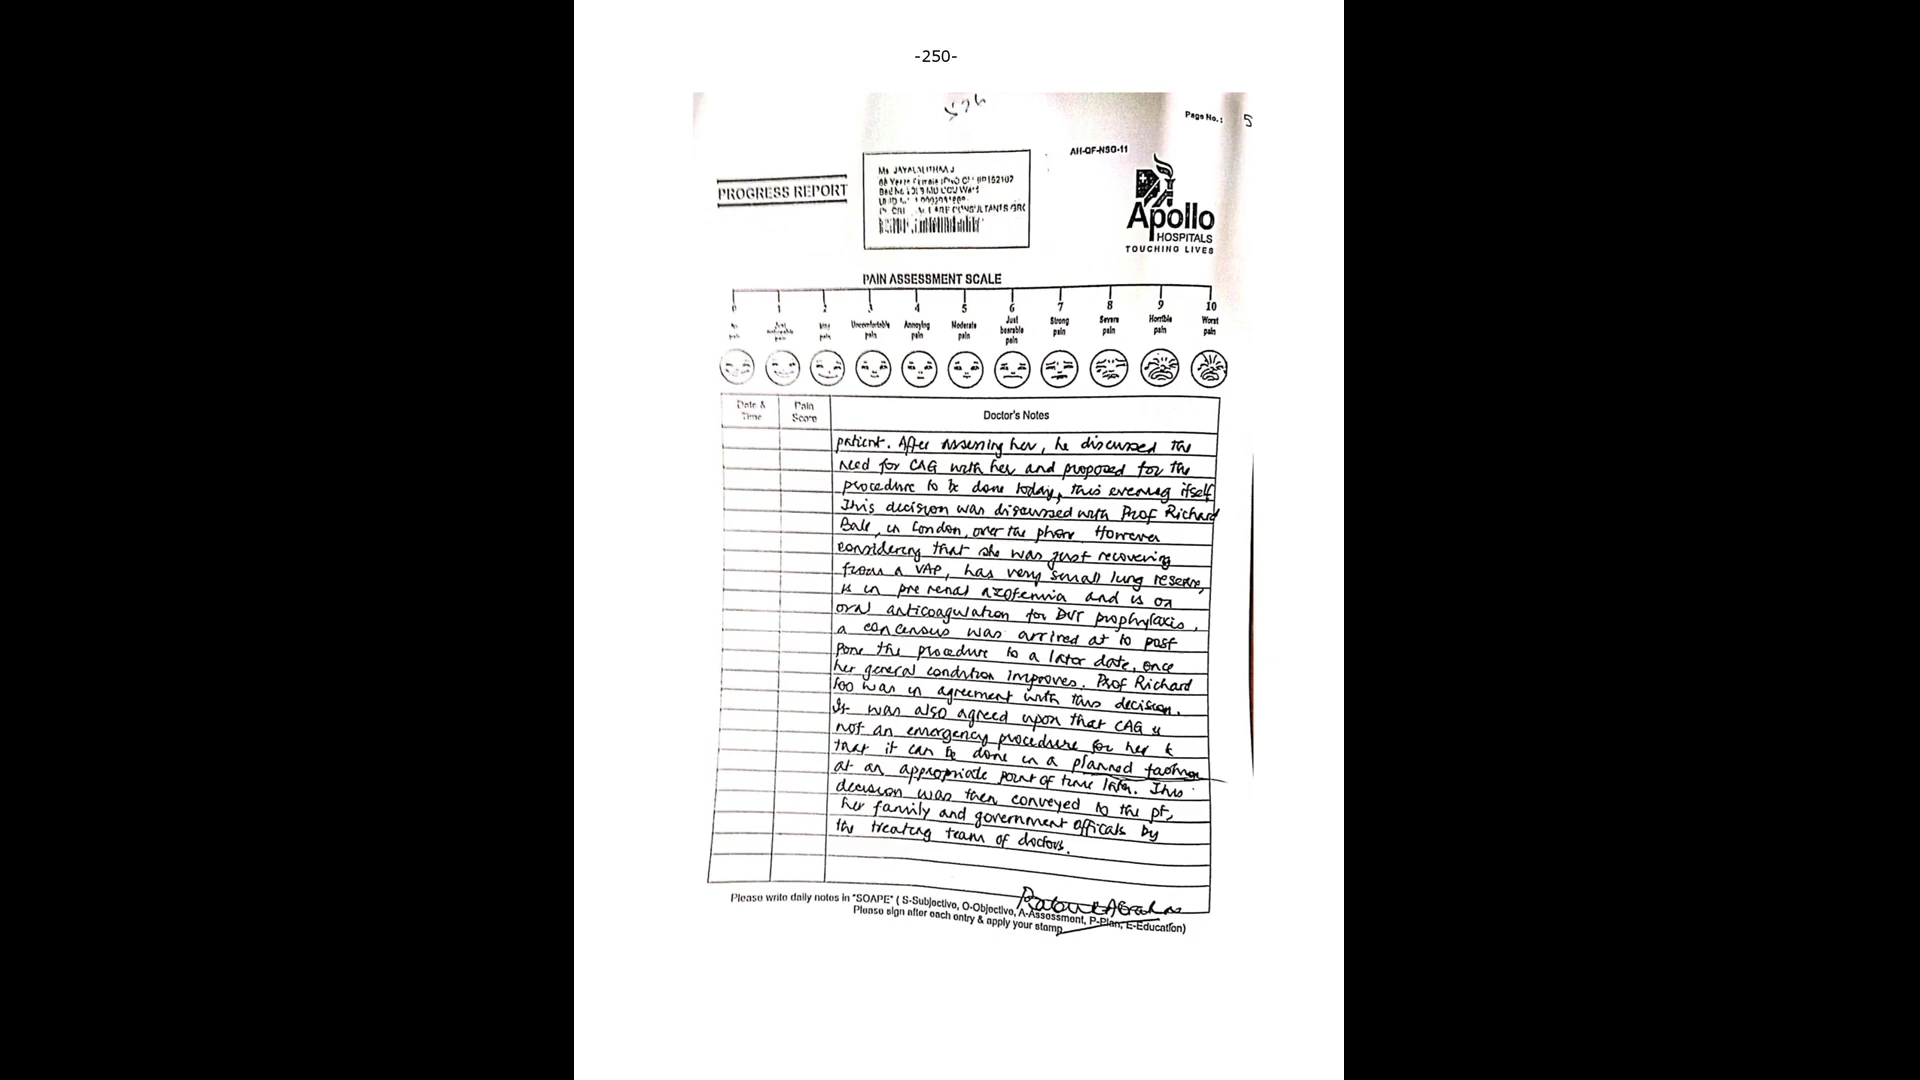 -250-
Page No.: 5
AH-QF-NSG-11
PROGRESS REPORT
Ms JAYALALITHAA J
Apollo
HOSPITALS
TOUCHING LIVES
PAIN ASSESSMENT SCALE
0 1 2 3 4 5 6 7 8 9 10
No pain
Just noticeable pain
Mild pain
Uncomfortable pain
Annoying pain
Moderate pain
Just bearable pain
Strong pain
Severe pain
Horrible pain
Worst pain
Date & Time
Pain Score
Doctor's Notes
patient. After assessing her, he discussed the
need for CAG with her and proposed for the
procedure to be done today, this evening itself
This decision was discussed with Prof Richard
Bale, in London, over the phone However
considering that she was just recovering
from a VAP, has very small lung reserve,
is in pre renal azotemia and is on
oral anticoagulation for DVT prophylaxis,
a concensus was arrived at to post
pone the procedure to a later date, once
her general condition improves. Prof Richard
too was in agreement with this decision.
It was also agreed upon that CAG is
not an emergency procedure for her &
that it can be done in a planned fashion
at an appropriate point of time later. This
decision was then conveyed to the pt,
her family and government officals by
the treating team of doctors.
Please write daily notes in "SOAPE" ( S-Subjective, O-Objective, A-Assessment, P-Plan, E-Education)
Please sign after each entry & apply your stamp